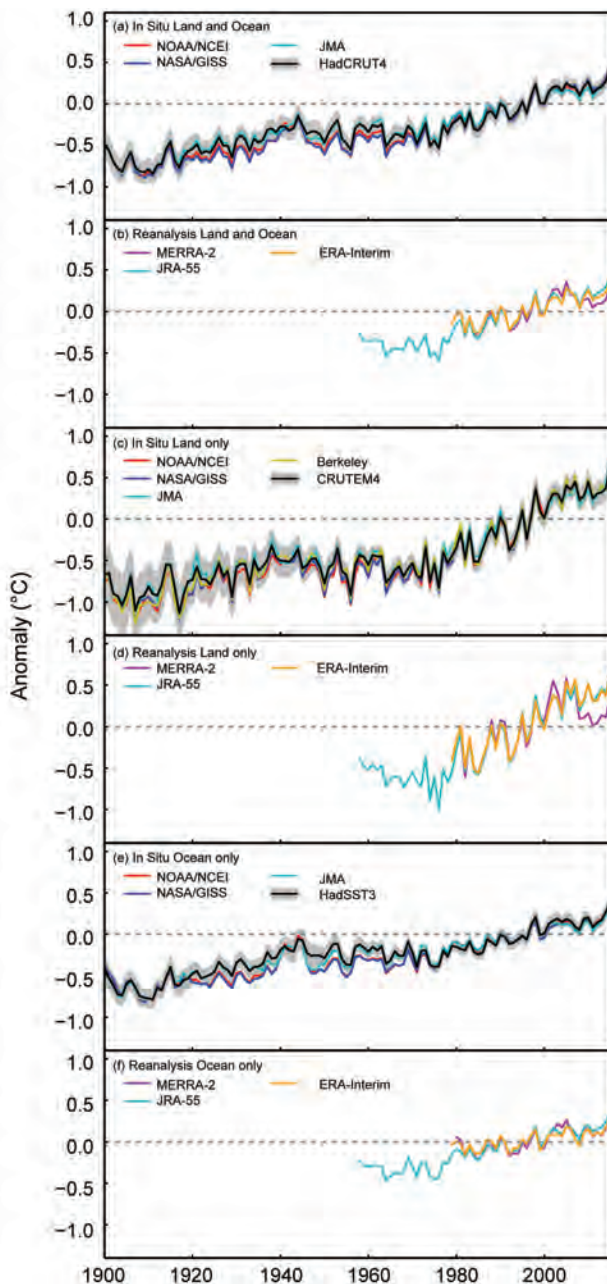 (a) In Situ Land and Ocean
NOAA/NCEI JMA
NASA/GISS HadCRUT4
1.0
0.5
0.0
−0.5
−1.0
(b) Reanalysis Land and Ocean
MERRA-2 ERA-Interim
JRA-55
1.0
0.5
0.0
−0.5
−1.0
(c) In Situ Land only
NOAA/NCEI Berkeley
NASA/GISS CRUTEM4
JMA
1.0
0.5
0.0
−0.5
−1.0
Anomaly (°C)
(d) Reanalysis Land only
MERRA-2 ERA-Interim
JRA-55
1.0
0.5
0.0
−0.5
−1.0
(e) In Situ Ocean only
NOAA/NCEI JMA
NASA/GISS HadSST3
1.0
0.5
0.0
−0.5
−1.0
(f) Reanalysis Ocean only
MERRA-2 ERA-Interim
JRA-55
1.0
0.5
0.0
−0.5
−1.0
1900 1920 1940 1960 1980 2000